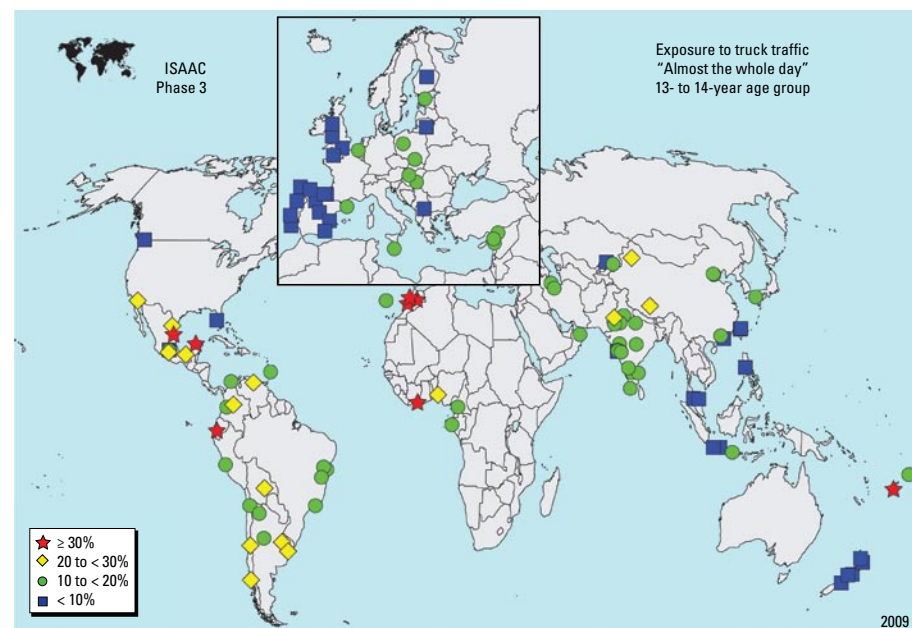 ISAAC
Phase 3
Exposure to truck traffic
“Almost the whole day”
13- to 14-year age group
≥ 30%
20 to < 30%
10 to < 20%
< 10%
2009